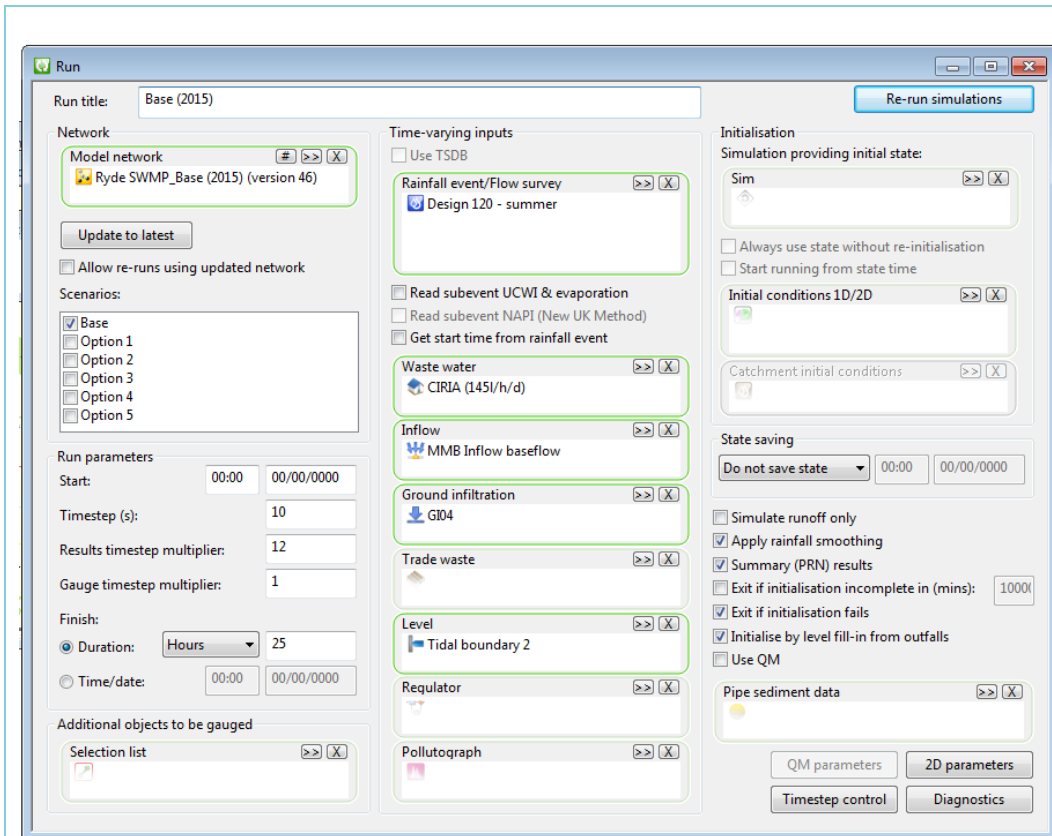 Run
Run title: Base (2015) Re-run simulations
Network
Model network # >> X
Ryde SWMP_Base (2015) (version 46)
Update to latest
Allow re-runs using updated network
Scenarios:
Base
Option 1
Option 2
Option 3
Option 4
Option 5
Run parameters
Start: 00:00 00/00/0000
Timestep (s): 10
Results timestep multiplier: 12
Gauge timestep multiplier: 1
Finish:
Duration: Hours 25
Time/date: 00:00 00/00/0000
Additional objects to be gauged
Selection list >> X
Time-varying inputs
Use TSDB
Rainfall event/Flow survey >> X
Design 120 - summer
Read subevent UCWI & evaporation
Read subevent NAPI (New UK Method)
Get start time from rainfall event
Waste water >> X
CIRIA (145l/h/d)
Inflow >> X
MMB Inflow baseflow
Ground infiltration >> X
GI04
Trade waste >> X
Level >> X
Tidal boundary 2
Regulator >> X
Pollutograph >> X
Initialisation
Simulation providing initial state:
Sim >> X
Always use state without re-initialisation
Start running from state time
Initial conditions 1D/2D >> X
Catchment initial conditions >> X
State saving
Do not save state 00:00 00/00/0000
Simulate runoff only
Apply rainfall smoothing
Summary (PRN) results
Exit if initialisation incomplete in (mins):
Exit if initialisation fails
Initialise by level fill-in from outfalls
Use QM
Pipe sediment data >> X
QM parameters 2D parameters
Timestep control Diagnostics